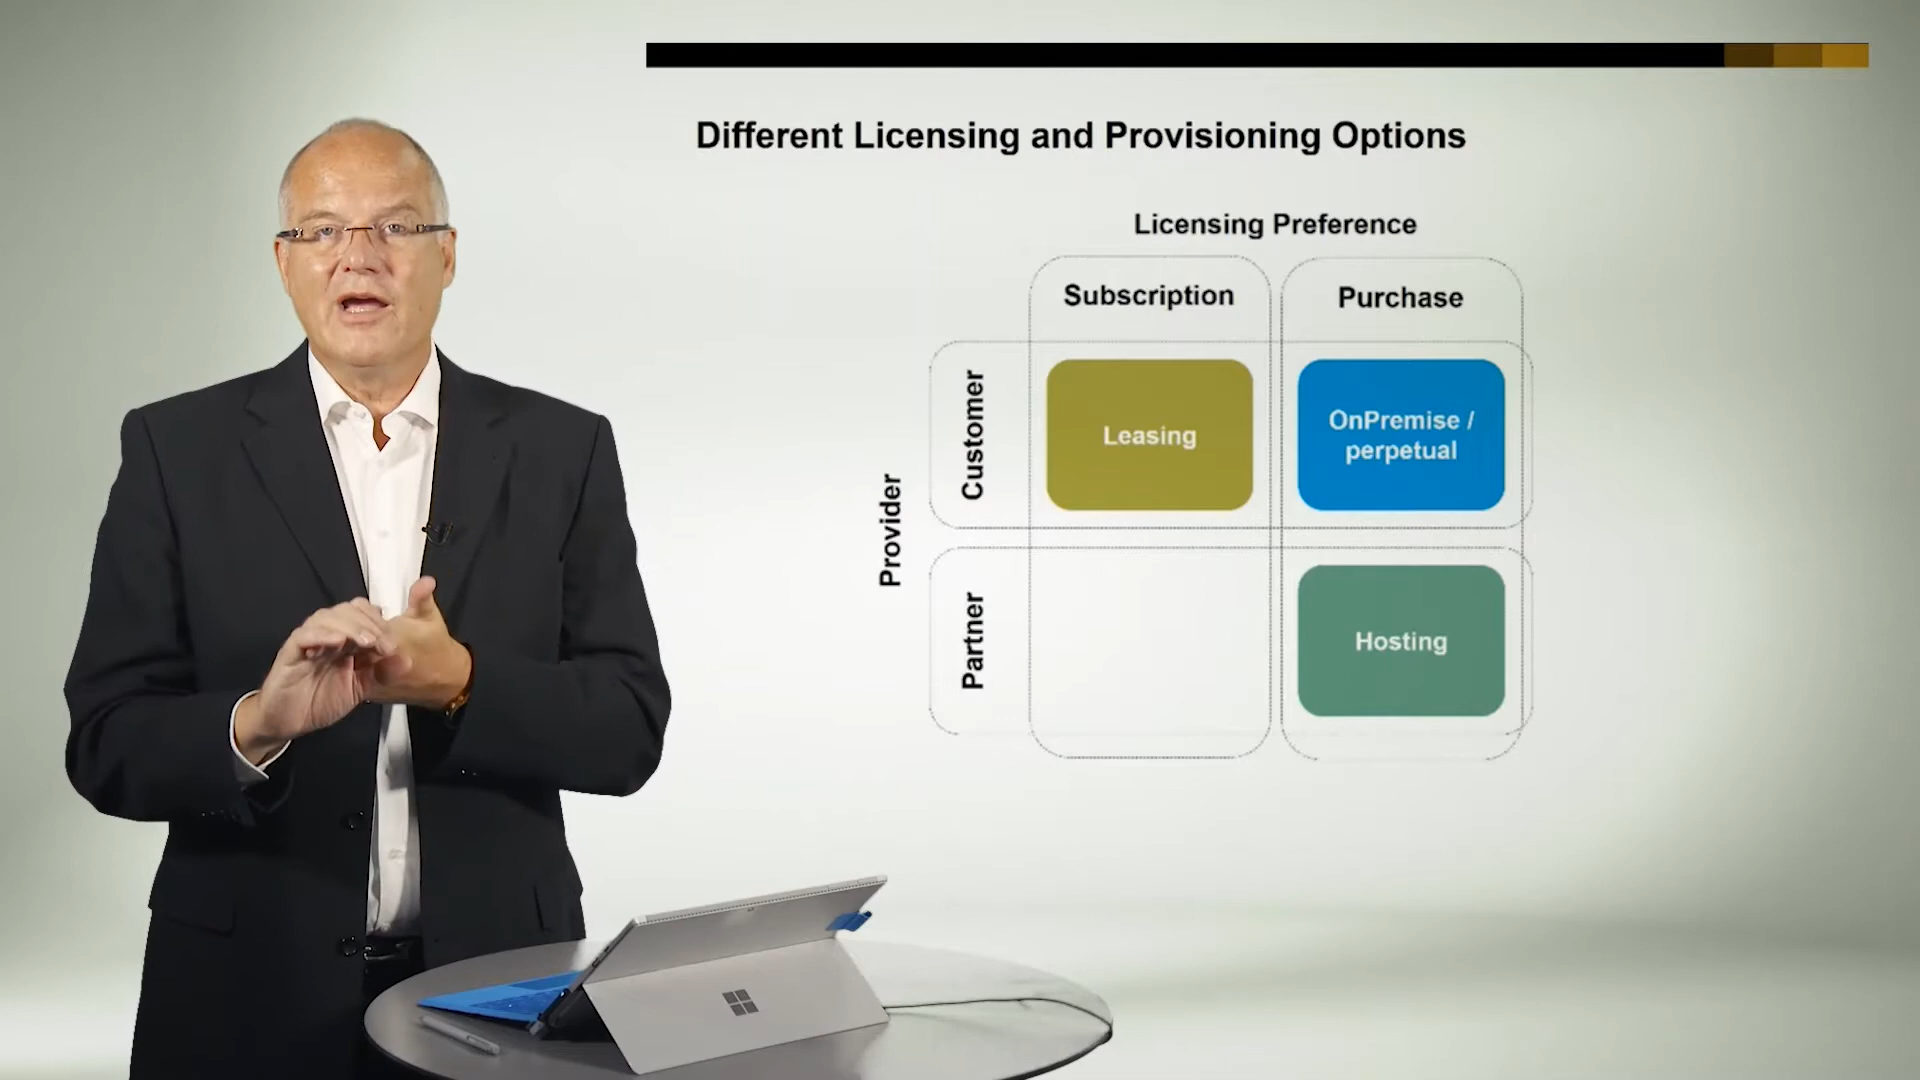 Different Licensing and Provisioning Options
Licensing Preference
Subscription
Purchase
Provider
Customer
Leasing
OnPremise /
perpetual
Partner
Hosting